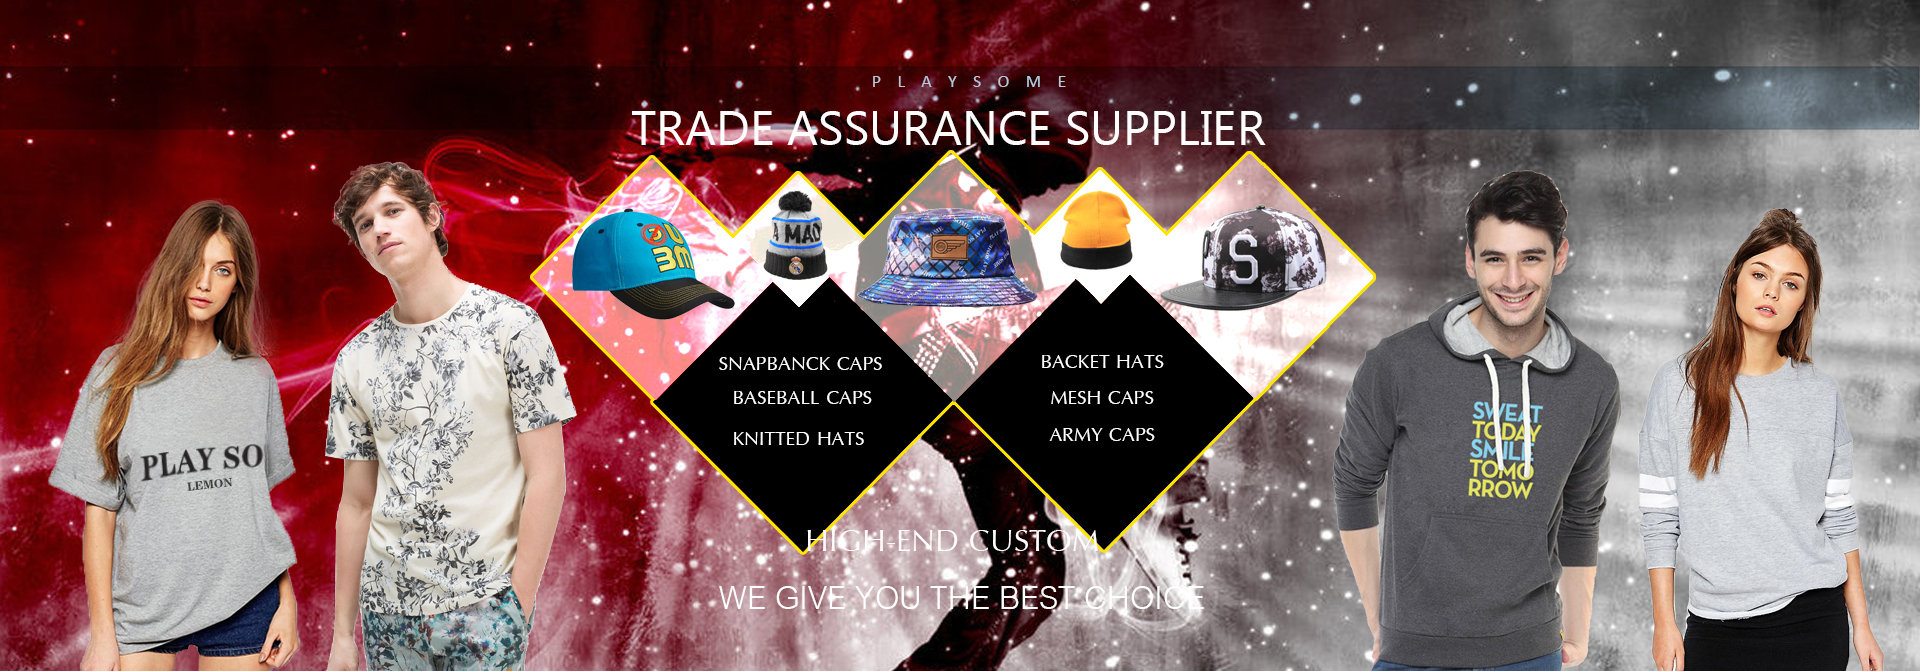 PLAYSOME
TRADE ASSURANCE SUPPLIER
A MAD
S
SNAPBANCK CAPS
BASEBALL CAPS
KNITTED HATS
BACKET HATS
MESH CAPS
ARMY CAPS
PLAY SO
LEMON
SWEAT
TODAY
SMILE
TOMO
RROW
HIGH-END CUSTOM
WE GIVE YOU THE BEST CHOICE